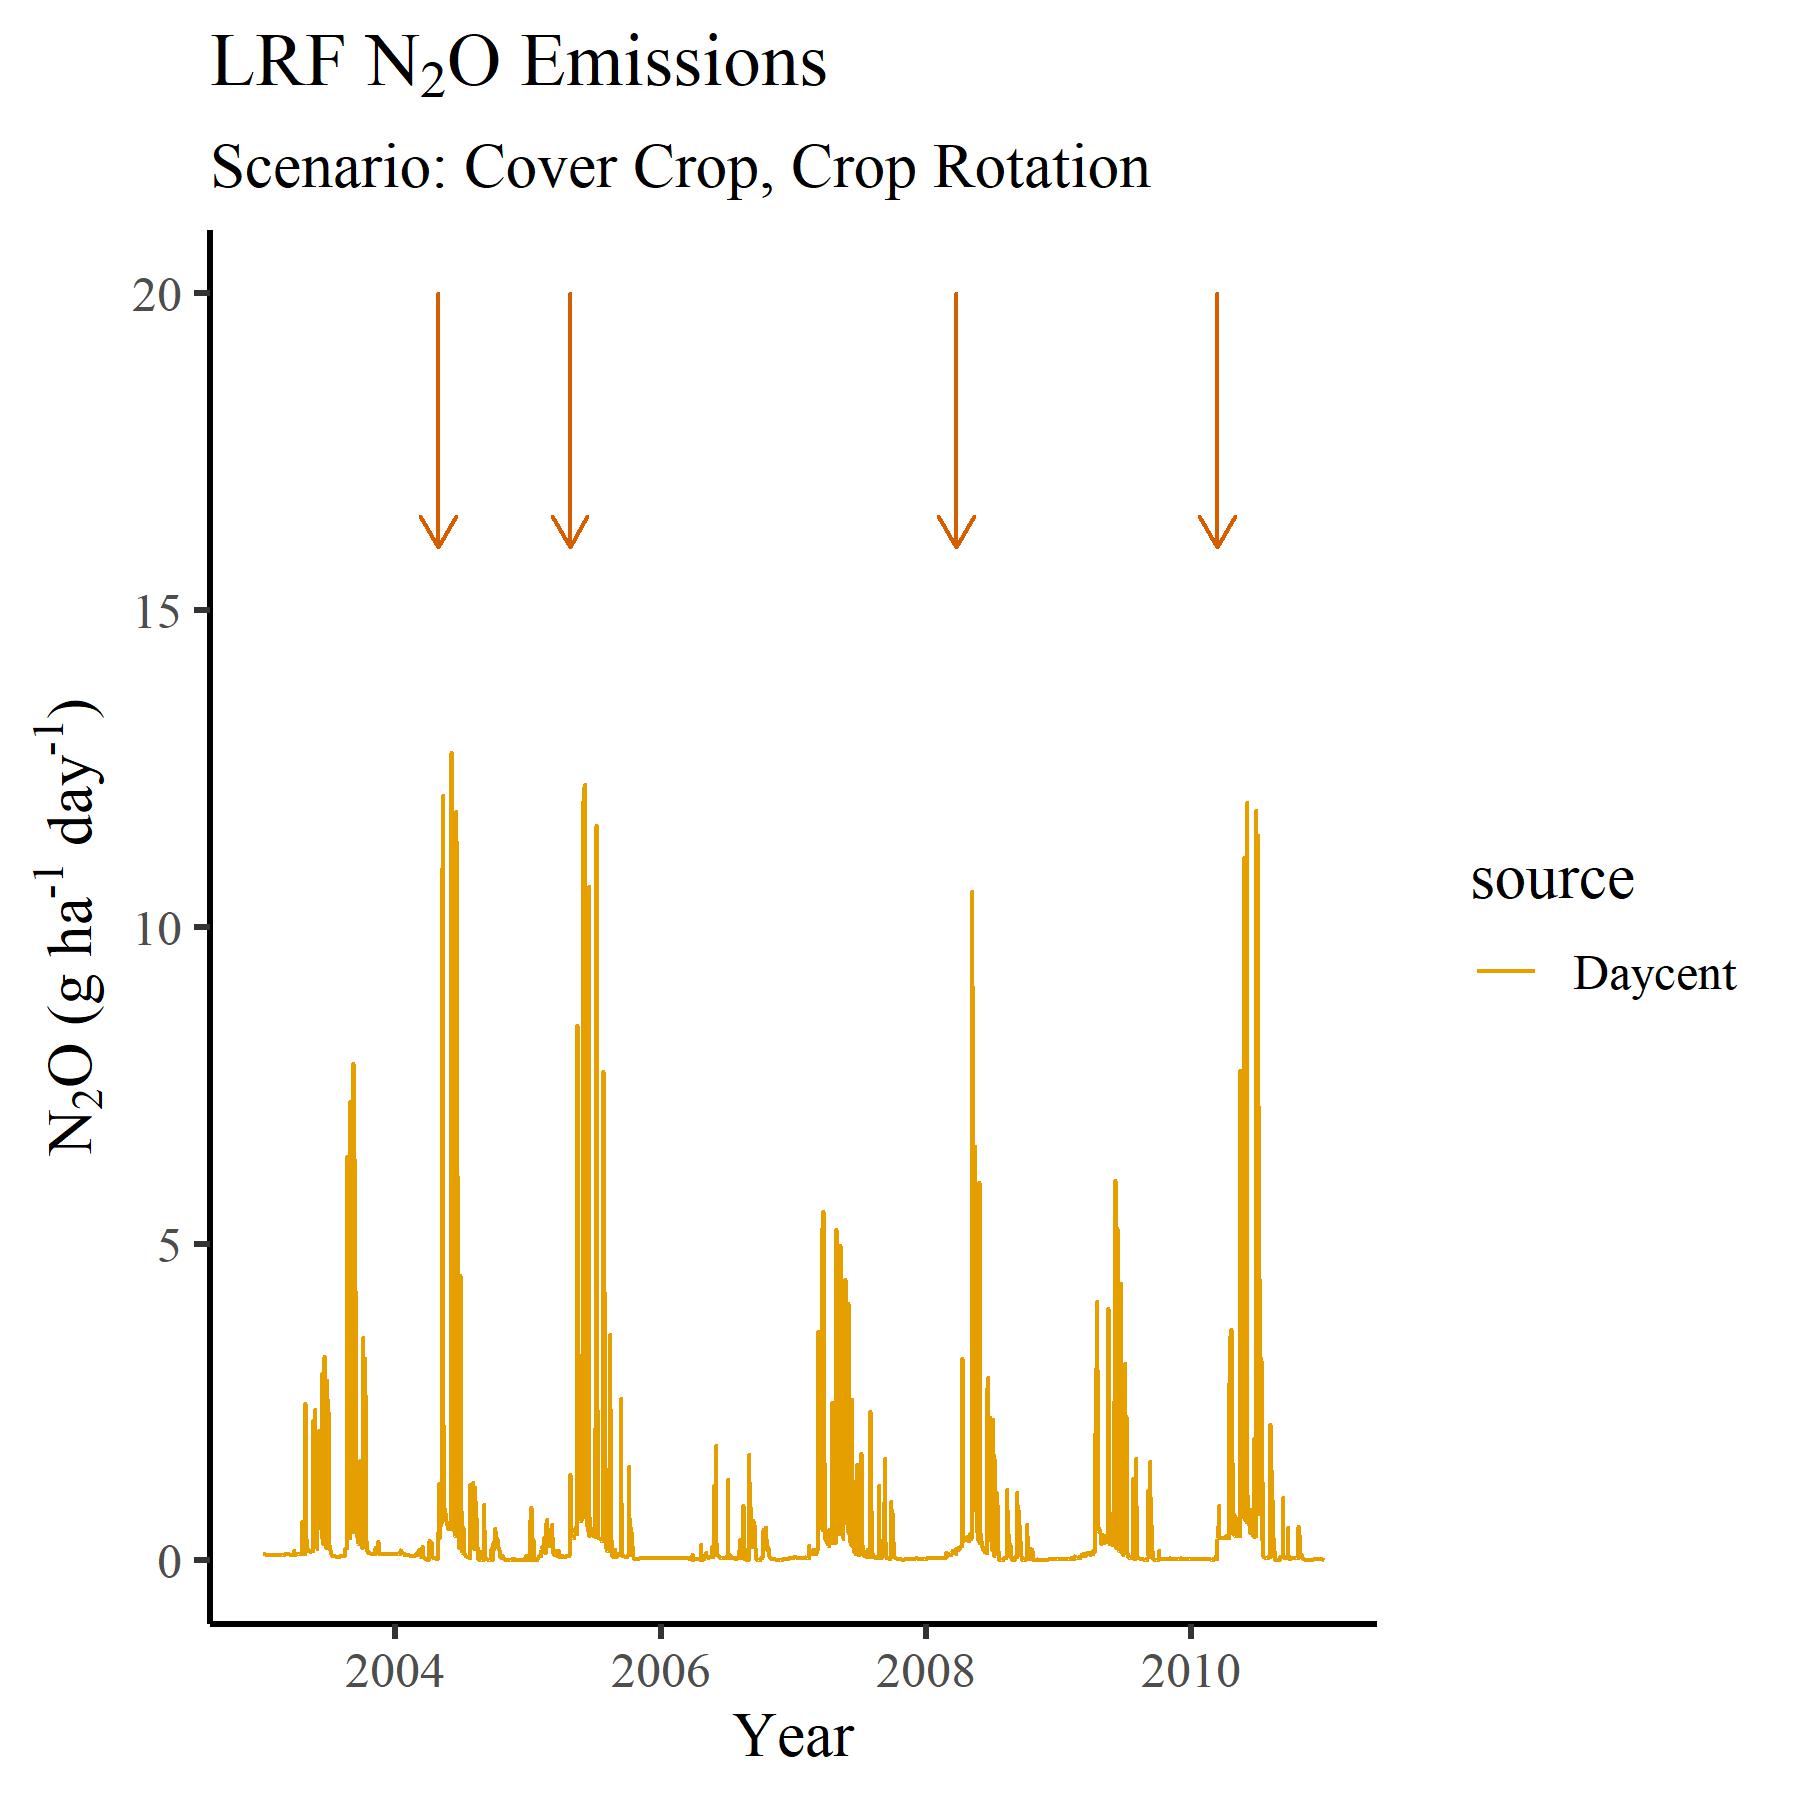 LRF N₂O Emissions
Scenario: Cover Crop, Crop Rotation
20
15
10
5
0
N₂O (g ha⁻¹ day⁻¹)
2004 2006 2008 2010
Year
source
Daycent